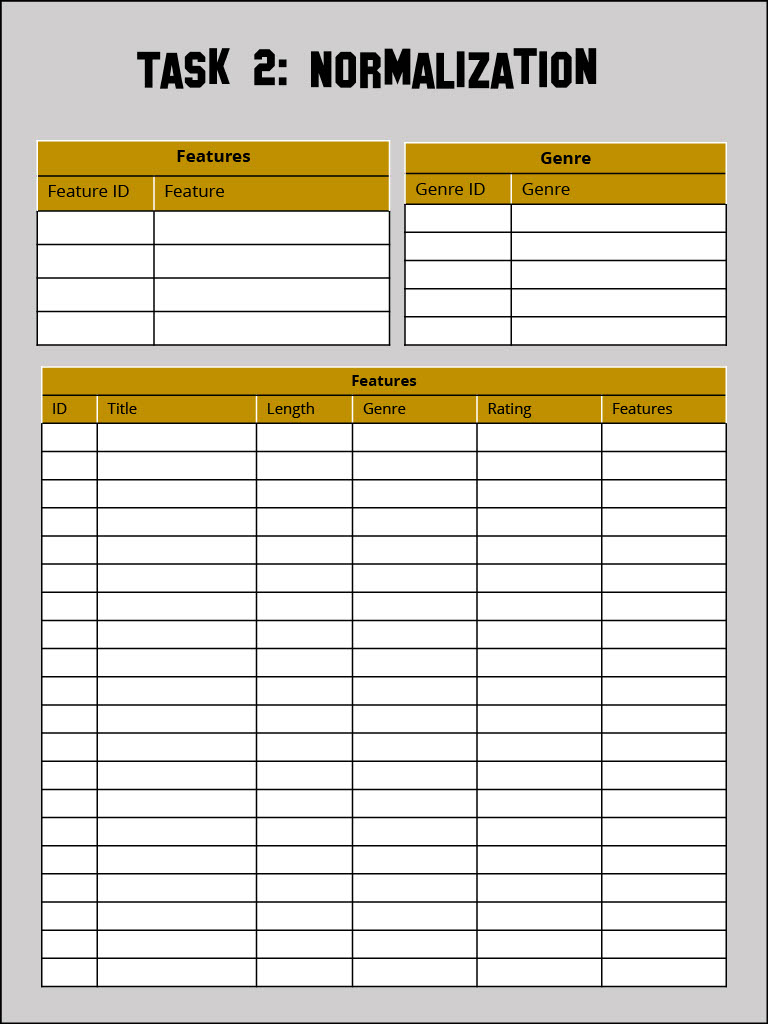 TASK 2: NORMALIZATION
Features
Feature ID Feature
Genre
Genre ID Genre
Features
ID Title Length Genre Rating Features